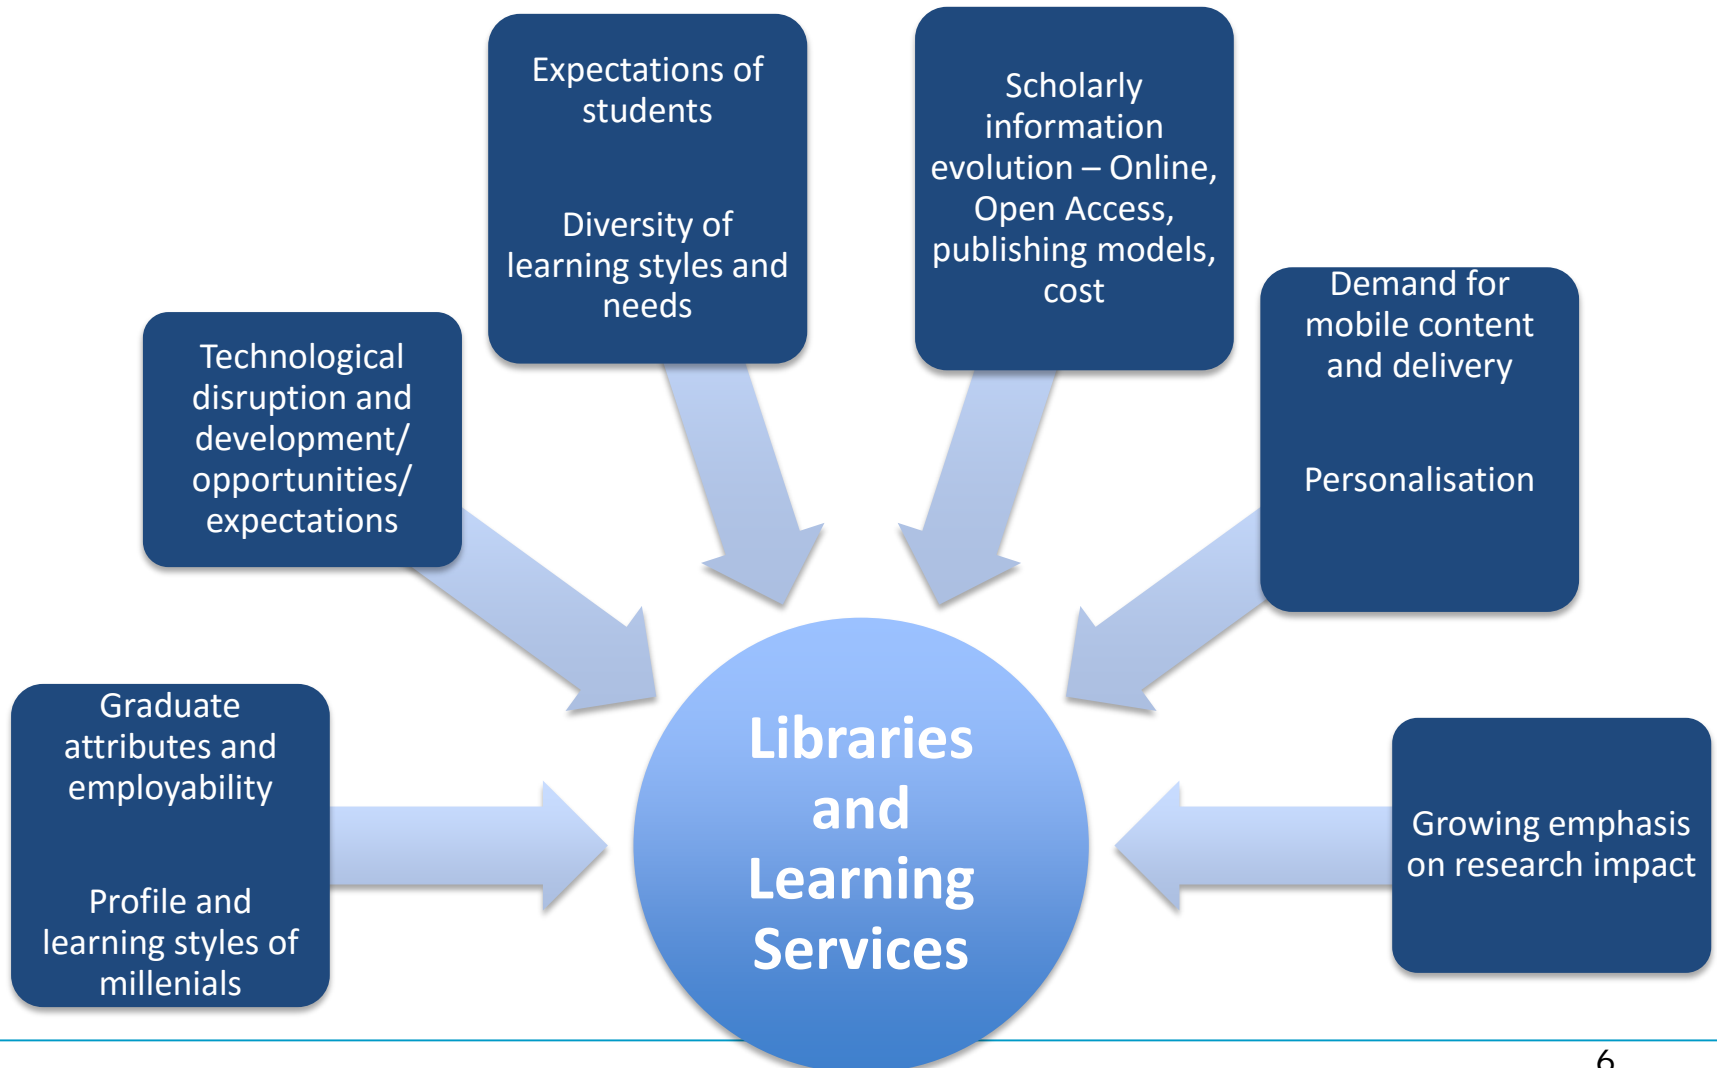 Expectations of
students
Diversity of
learning styles and
needs
Scholarly
information
evolution – Online,
Open Access,
publishing models,
cost
Technological
disruption and
development/
opportunities/
expectations
Demand for
mobile content
and delivery
Personalisation
Graduate
attributes and
employability
Profile and
learning styles of
millenials
Libraries
and
Learning
Services
Growing emphasis
on research impact
6